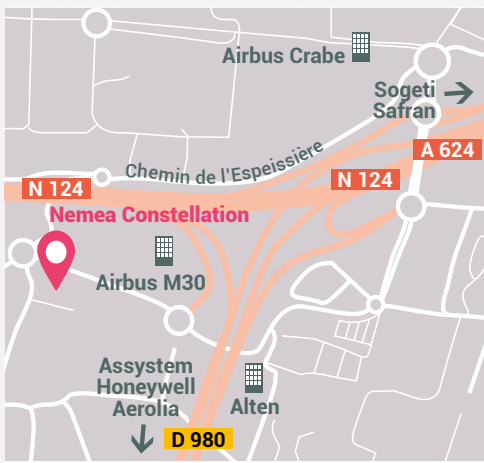 Airbus Crabe
Sogeti
Safran
A 624
Chemin de l'Espeissière
N 124
N 124
Nemea Constellation
Airbus M30
Assystem
Honeywell
Aerolia
Alten
D 980